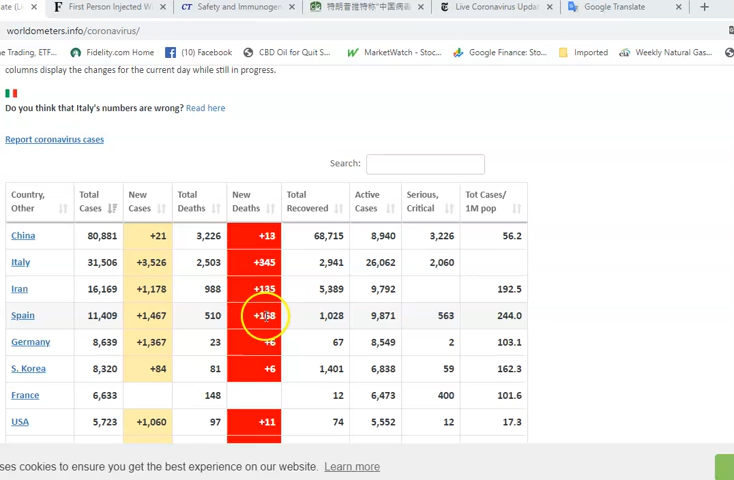 ate (L First Person Injected W Safety and Immunogen 特朗普推特称"中国病毒 Live Coronavirus Upda Google Translate
worldometers.info/coronavirus/
he Trading, ETF... Fidelity.com Home (10) Facebook CBD Oil for Quit S... MarketWatch - Stoc... Google Finance: Sto... Imported Weekly Natural Gas...
columns display the changes for the current day while still in progress.
Do you think that Italy's numbers are wrong? Read here
Report coronavirus cases
Search:
Country, Other Total Cases New Cases Total Deaths New Deaths Total Recovered Active Cases Serious, Critical Tot Cases/ 1M pop
China 80,881 +21 3,226 +13 68,715 8,940 3,226 56.2
Italy 31,506 +3,526 2,503 +345 2,941 26,062 2,060
Iran 16,169 +1,178 988 +135 5,389 9,792 192.5
Spain 11,409 +1,467 510 +168 1,028 9,871 563 244.0
Germany 8,639 +1,367 23 +6 67 8,549 2 103.1
S. Korea 8,320 +84 81 +6 1,401 6,838 59 162.3
France 6,633 148 12 6,473 400 101.6
USA 5,723 +1,060 97 +11 74 5,552 12 17.3
ses cookies to ensure you get the best experience on our website. Learn more